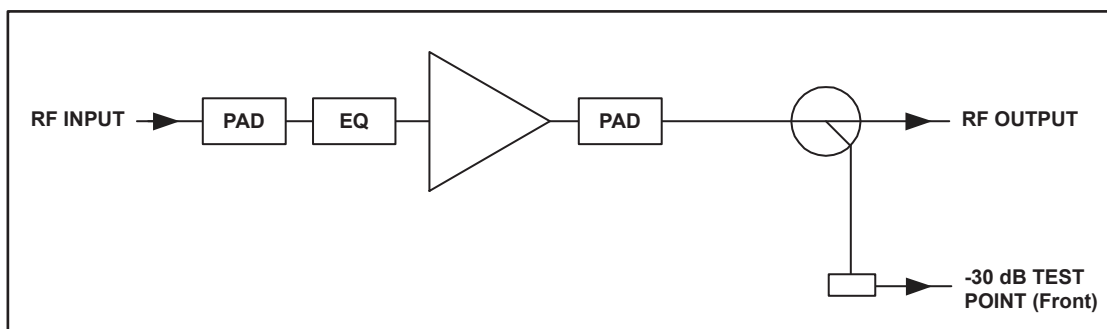 RF INPUT
PAD
EQ
PAD
RF OUTPUT
-30 dB TEST
POINT (Front)